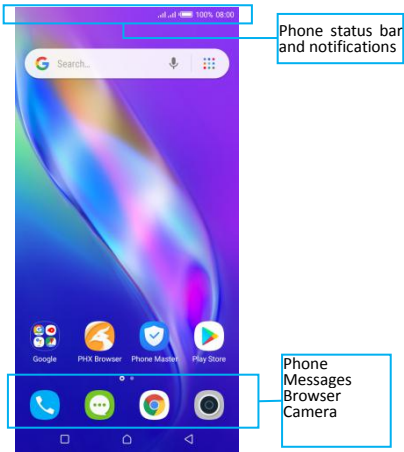 100% 08:00
Phone status bar
and notifications
G Search...
Google PHX Browser Phone Master Play Store
Phone
Messages
Browser
Camera